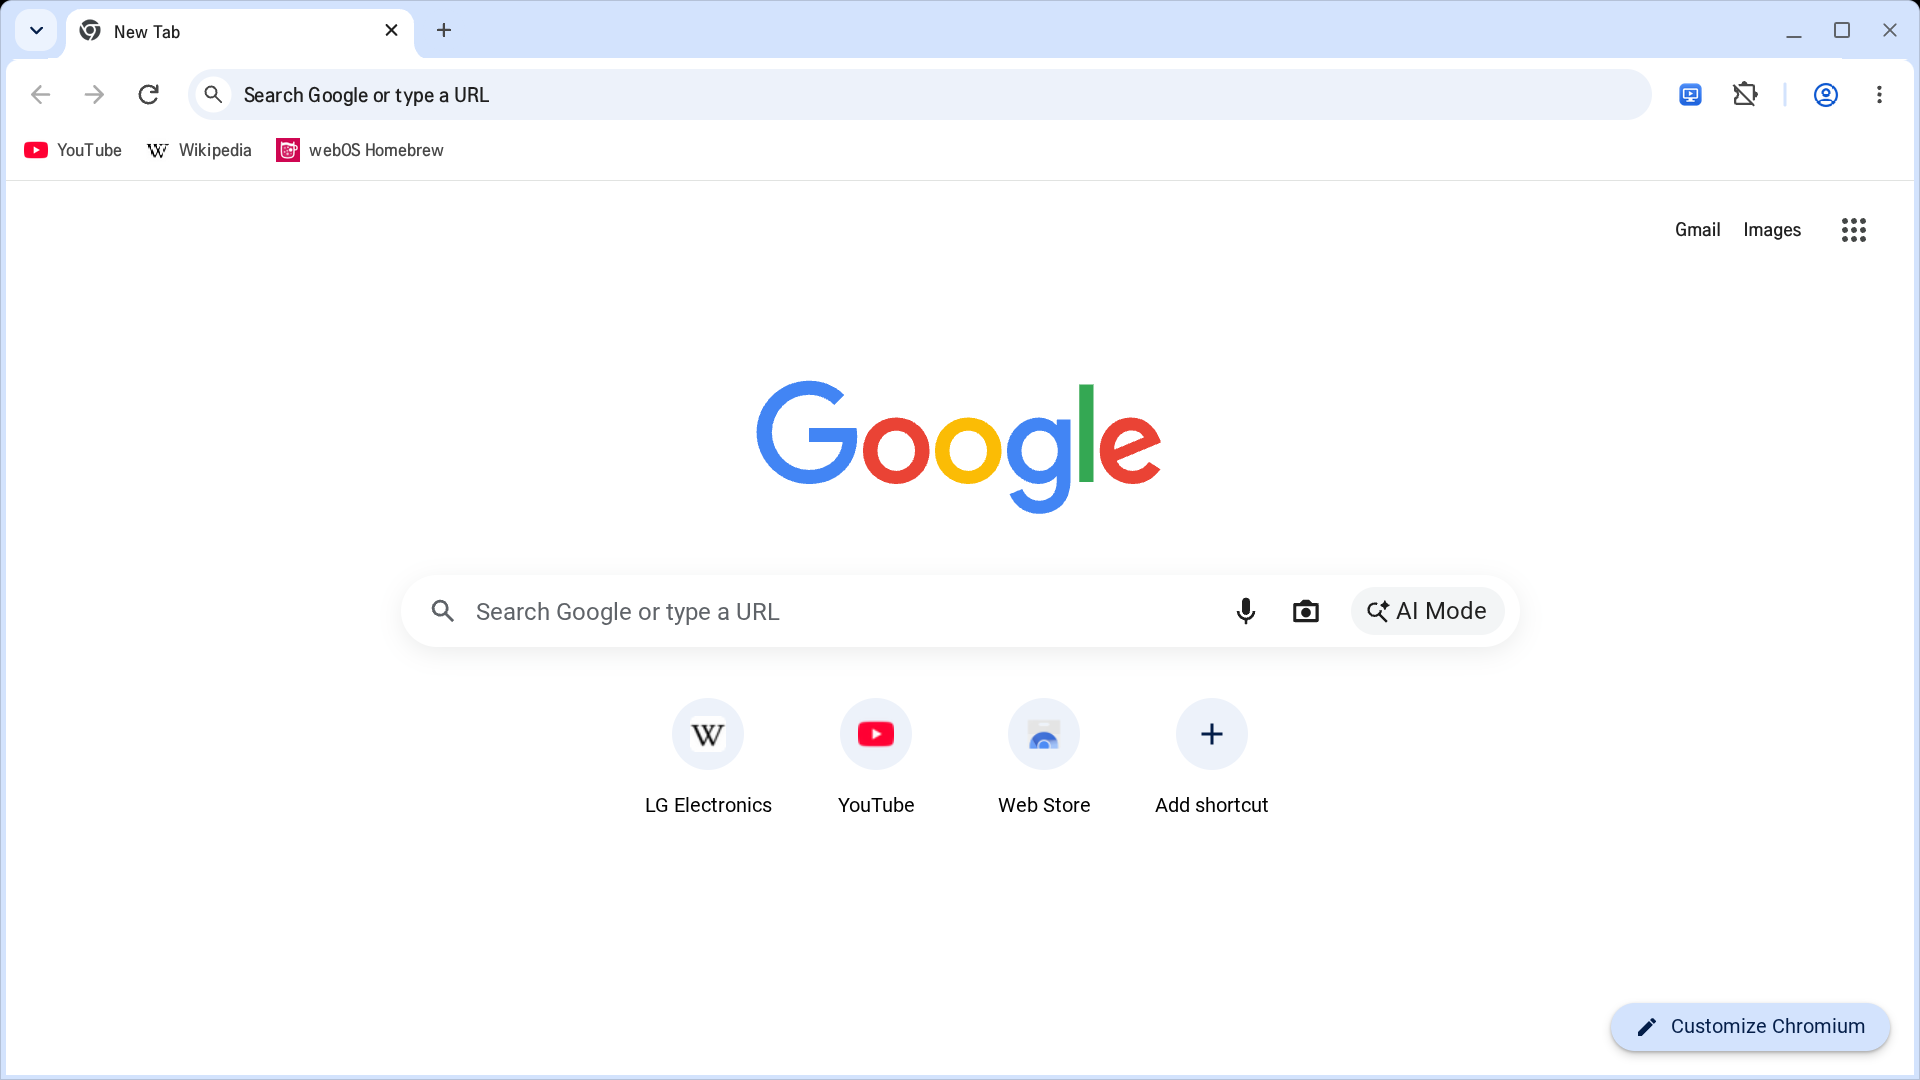 New Tab
Search Google or type a URL
YouTube Wikipedia webOS Homebrew
Gmail Images
Google
Search Google or type a URL AI Mode
LG Electronics YouTube Web Store Add shortcut
Customize Chromium